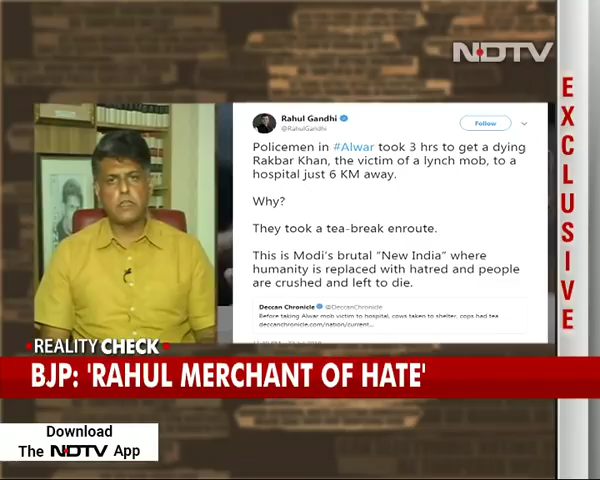 NDTV
EXCLUSIVE
Rahul Gandhi
@RahulGandhi
Follow
Policemen in #Alwar took 3 hrs to get a dying
Rakbar Khan, the victim of a lynch mob, to a
hospital just 6 KM away.
Why?
They took a tea-break enroute.
This is Modi's brutal "New India" where
humanity is replaced with hatred and people
are crushed and left to die.
Deccan Chronicle @DeccanChronicle
Before taking Alwar mob victim to hospital, cows taken to shelter, cops had tea
deccanchronicle.com/nation/current...
REALITY CHECK
BJP: 'RAHUL MERCHANT OF HATE'
Download
The NDTV App